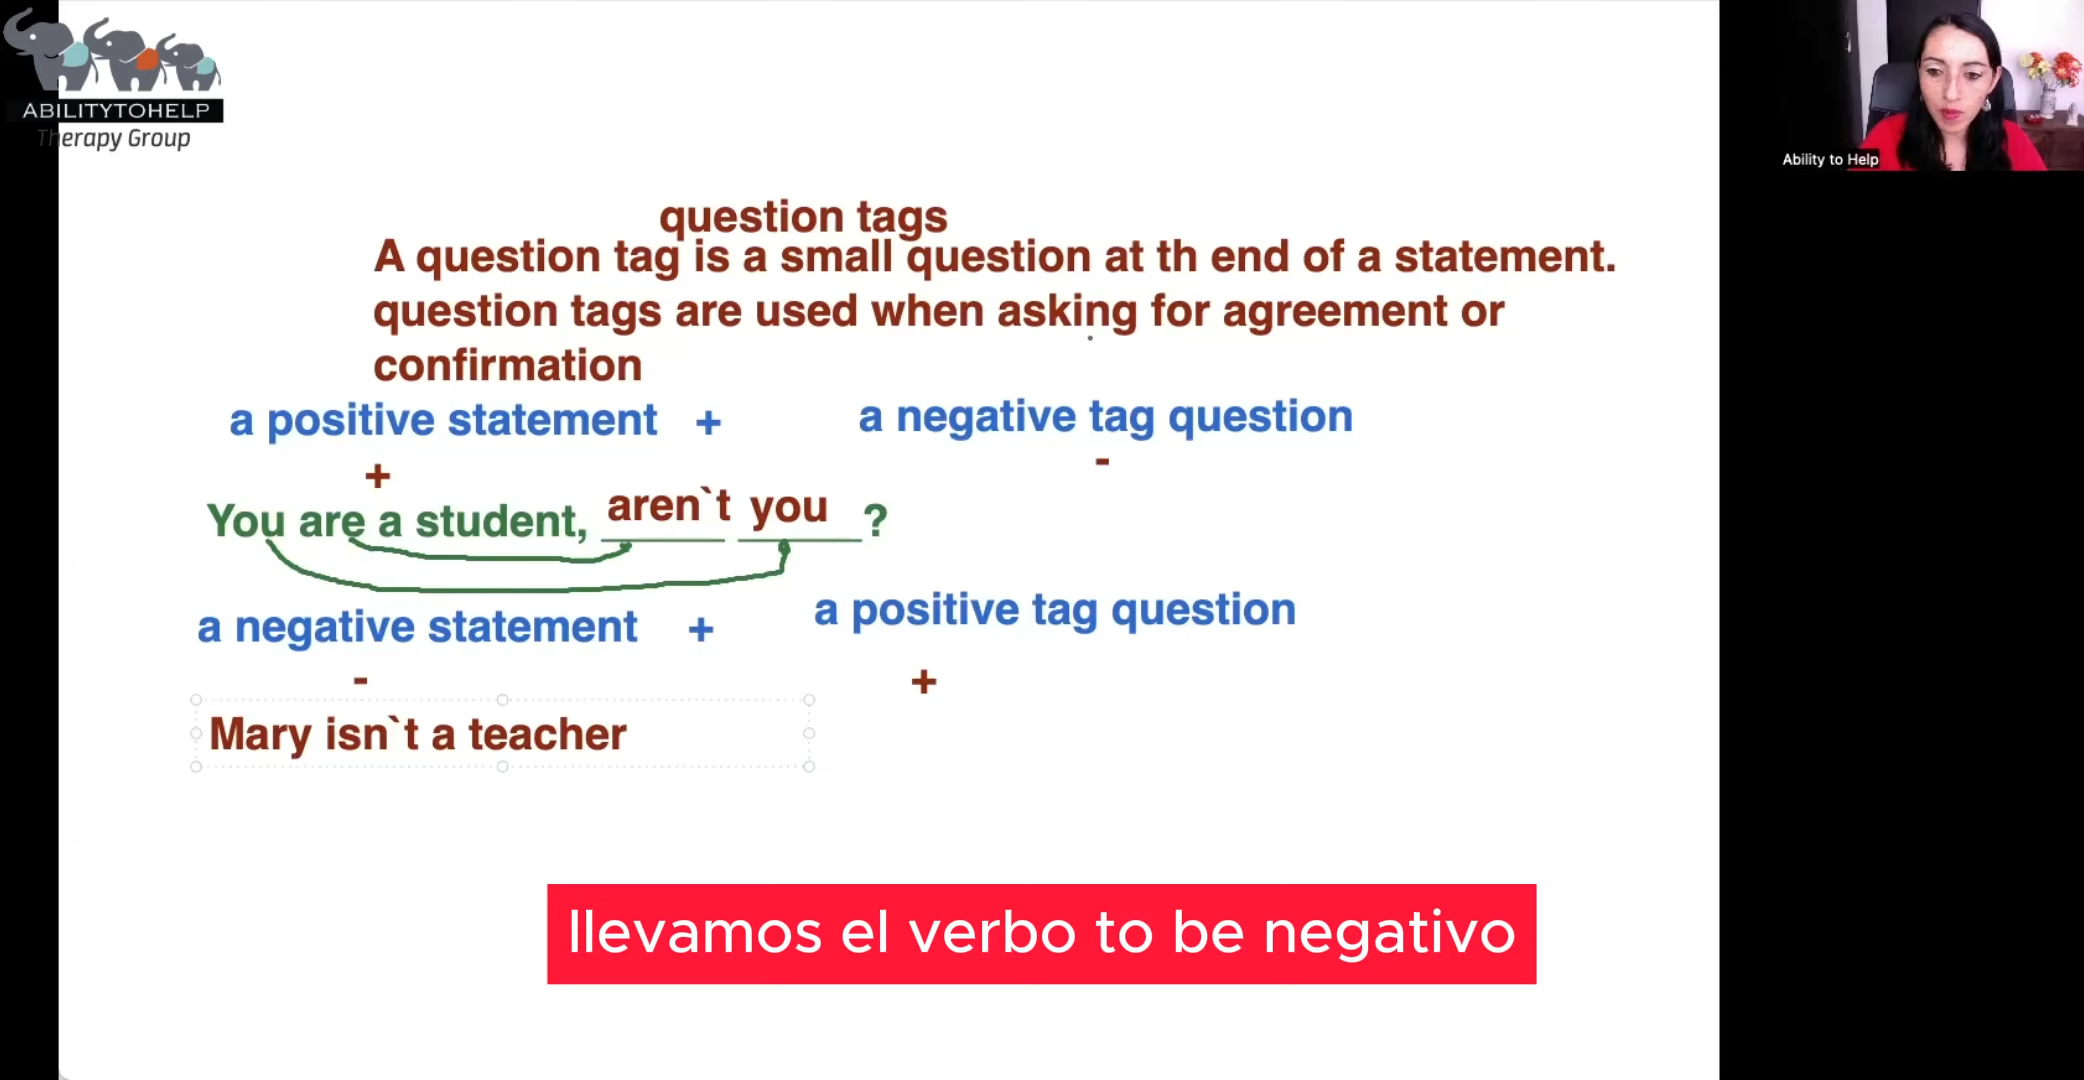 ABILITYTOHELP
Therapy Group
Ability to Help
question tags
A question tag is a small question at th end of a statement.
question tags are used when asking for agreement or
confirmation
a positive statement + a negative tag question
+ -
You are a student, aren`t you ?
a negative statement + a positive tag question
- +
Mary isn`t a teacher
llevamos el verbo to be negativo